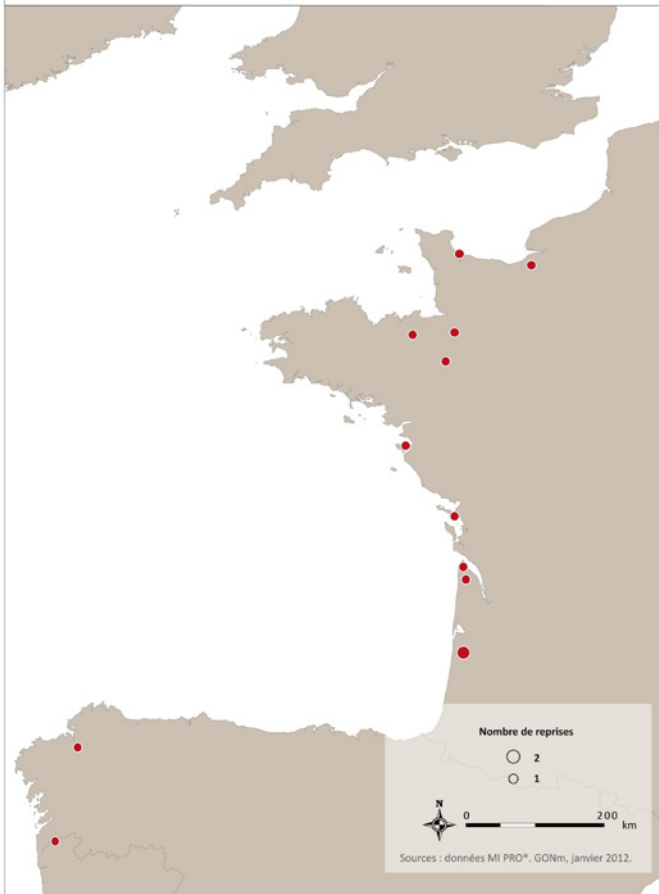 Nombre de reprises
2
1
N
0 200
km
Sources : données MI PRO®. GONm, janvier 2012.